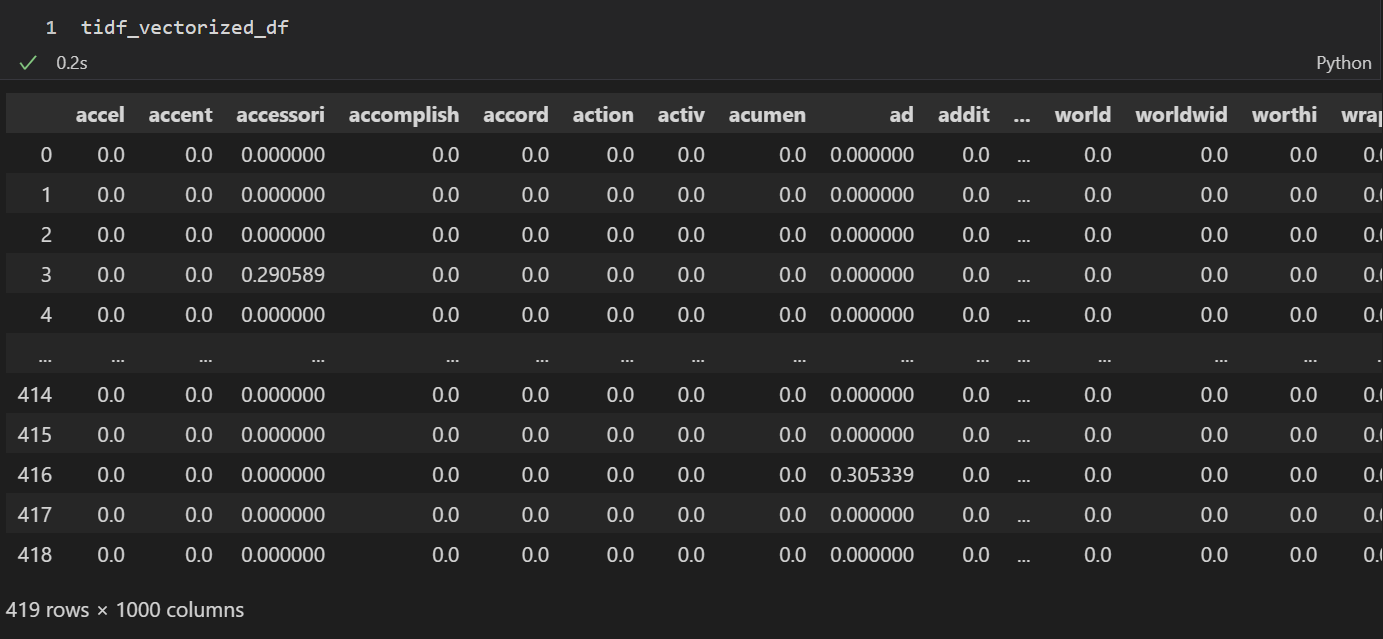 1 tidf_vectorized_df
0.2s Python
accel accent accessori accomplish accord action activ acumen ad addit ... world worldwid worthi
0 0.0 0.0 0.000000 0.0 0.0 0.0 0.0 0.0 0.000000 0.0 ... 0.0 0.0 0.0 0.
1 0.0 0.0 0.000000 0.0 0.0 0.0 0.0 0.0 0.000000 0.0 ... 0.0 0.0 0.0 0.
2 0.0 0.0 0.000000 0.0 0.0 0.0 0.0 0.0 0.000000 0.0 ... 0.0 0.0 0.0 0.
3 0.0 0.0 0.290589 0.0 0.0 0.0 0.0 0.0 0.000000 0.0 ... 0.0 0.0 0.0 0.
4 0.0 0.0 0.000000 0.0 0.0 0.0 0.0 0.0 0.000000 0.0 ... 0.0 0.0 0.0 0.
... ... ... ... ... ... ... ... ... ... ... ... ... ... ... .
414 0.0 0.0 0.000000 0.0 0.0 0.0 0.0 0.0 0.000000 0.0 ... 0.0 0.0 0.0 0.
415 0.0 0.0 0.000000 0.0 0.0 0.0 0.0 0.0 0.000000 0.0 ... 0.0 0.0 0.0 0.
416 0.0 0.0 0.000000 0.0 0.0 0.0 0.0 0.0 0.305339 0.0 ... 0.0 0.0 0.0 0.
417 0.0 0.0 0.000000 0.0 0.0 0.0 0.0 0.0 0.000000 0.0 ... 0.0 0.0 0.0 0.
418 0.0 0.0 0.000000 0.0 0.0 0.0 0.0 0.0 0.000000 0.0 ... 0.0 0.0 0.0 0.
419 rows × 1000 columns